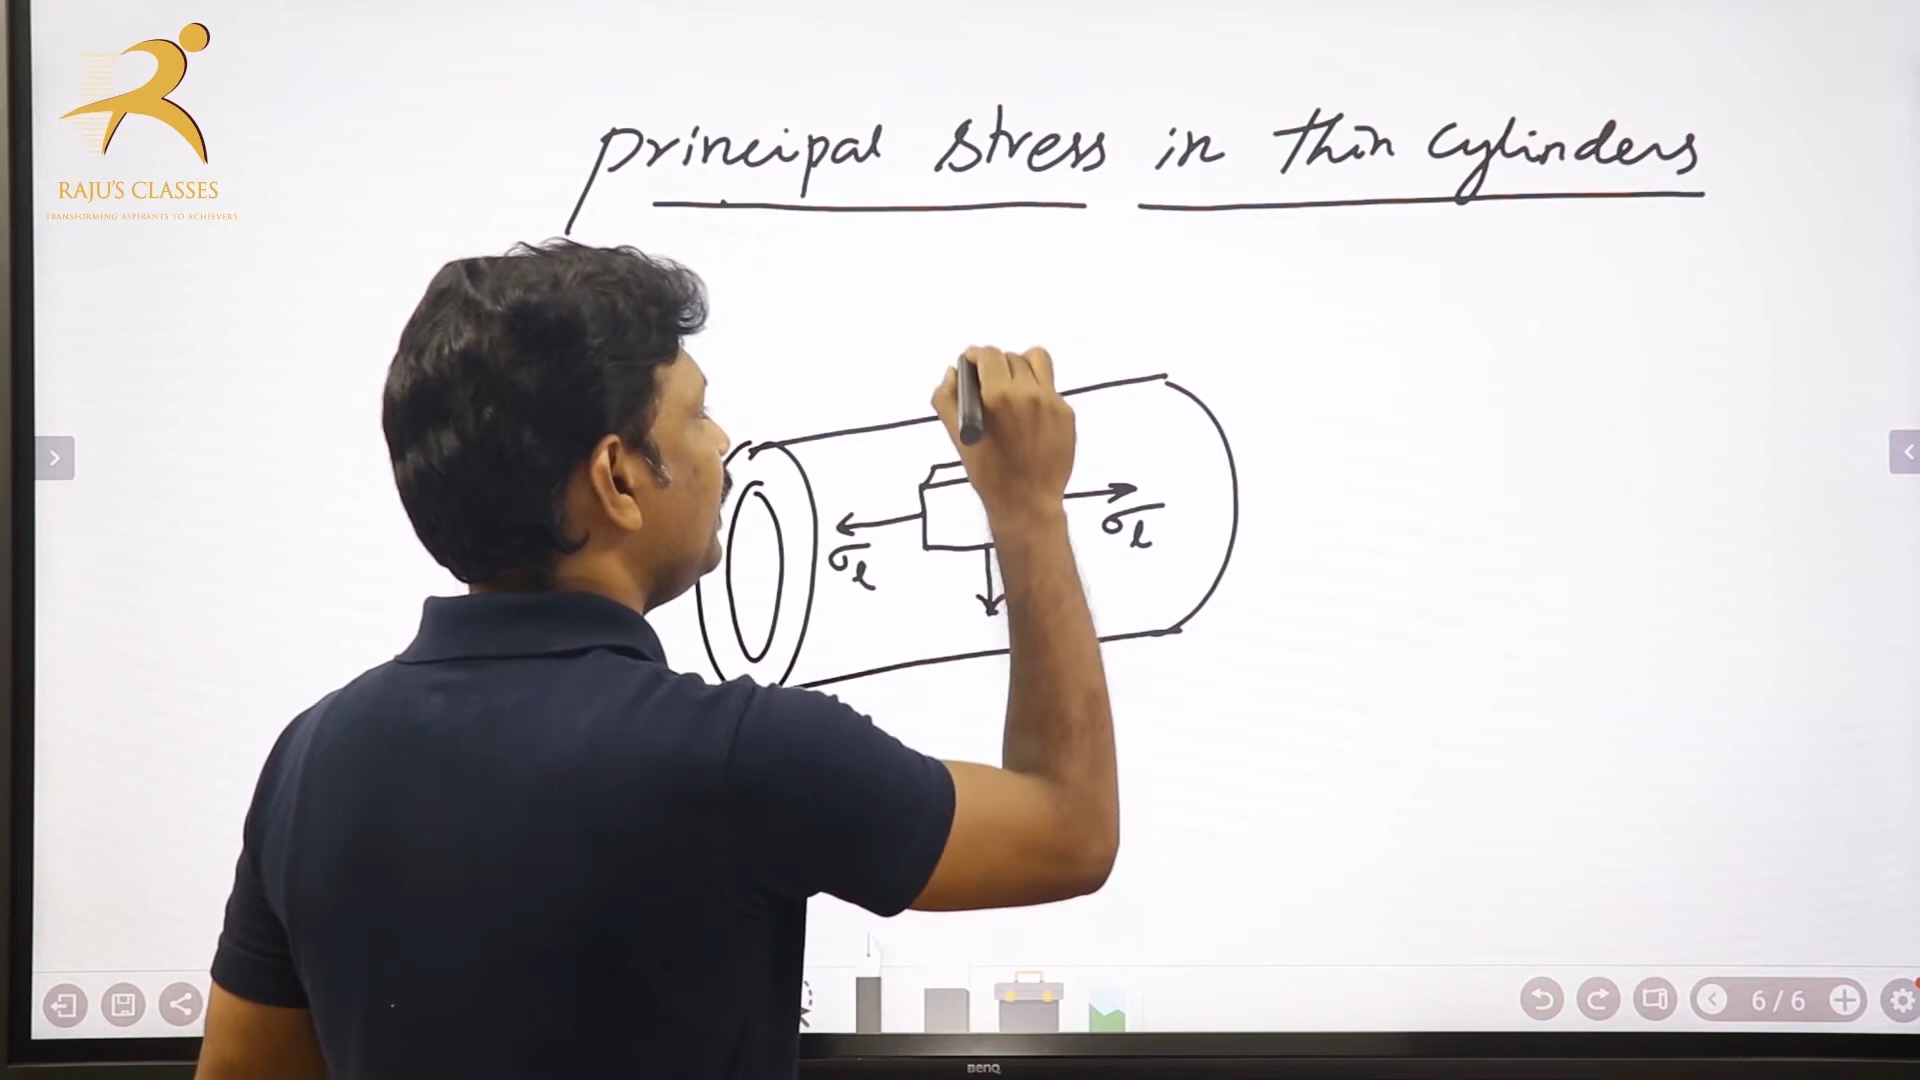 RAJU'S CLASSES
TRANSFORMING ASPIRANTS TO ACHIEVERS
principal stress in thin cylinders
σl
σl
6/6
BenQ